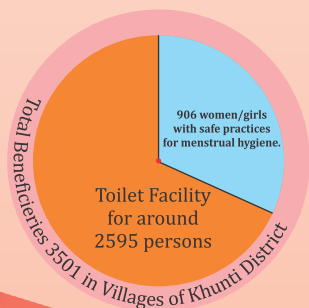 906 women/girls
with safe practices
for menstrual hygiene.
Toilet Facility
for around
2595 persons
Total Beneficieries 3501 in Villages of Khunti District